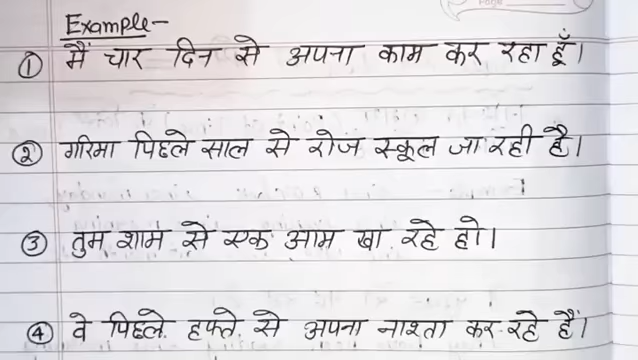 Example -
① मैं चार दिन से अपना काम कर रहा हूँ।
② गरिमा पिछले साल से रोज स्कूल जा रही है।
③ तुम शाम से एक आम खा रहे हो।
④ वे पिछले हफ्ते से अपना नाश्ता कर रहे हैं।